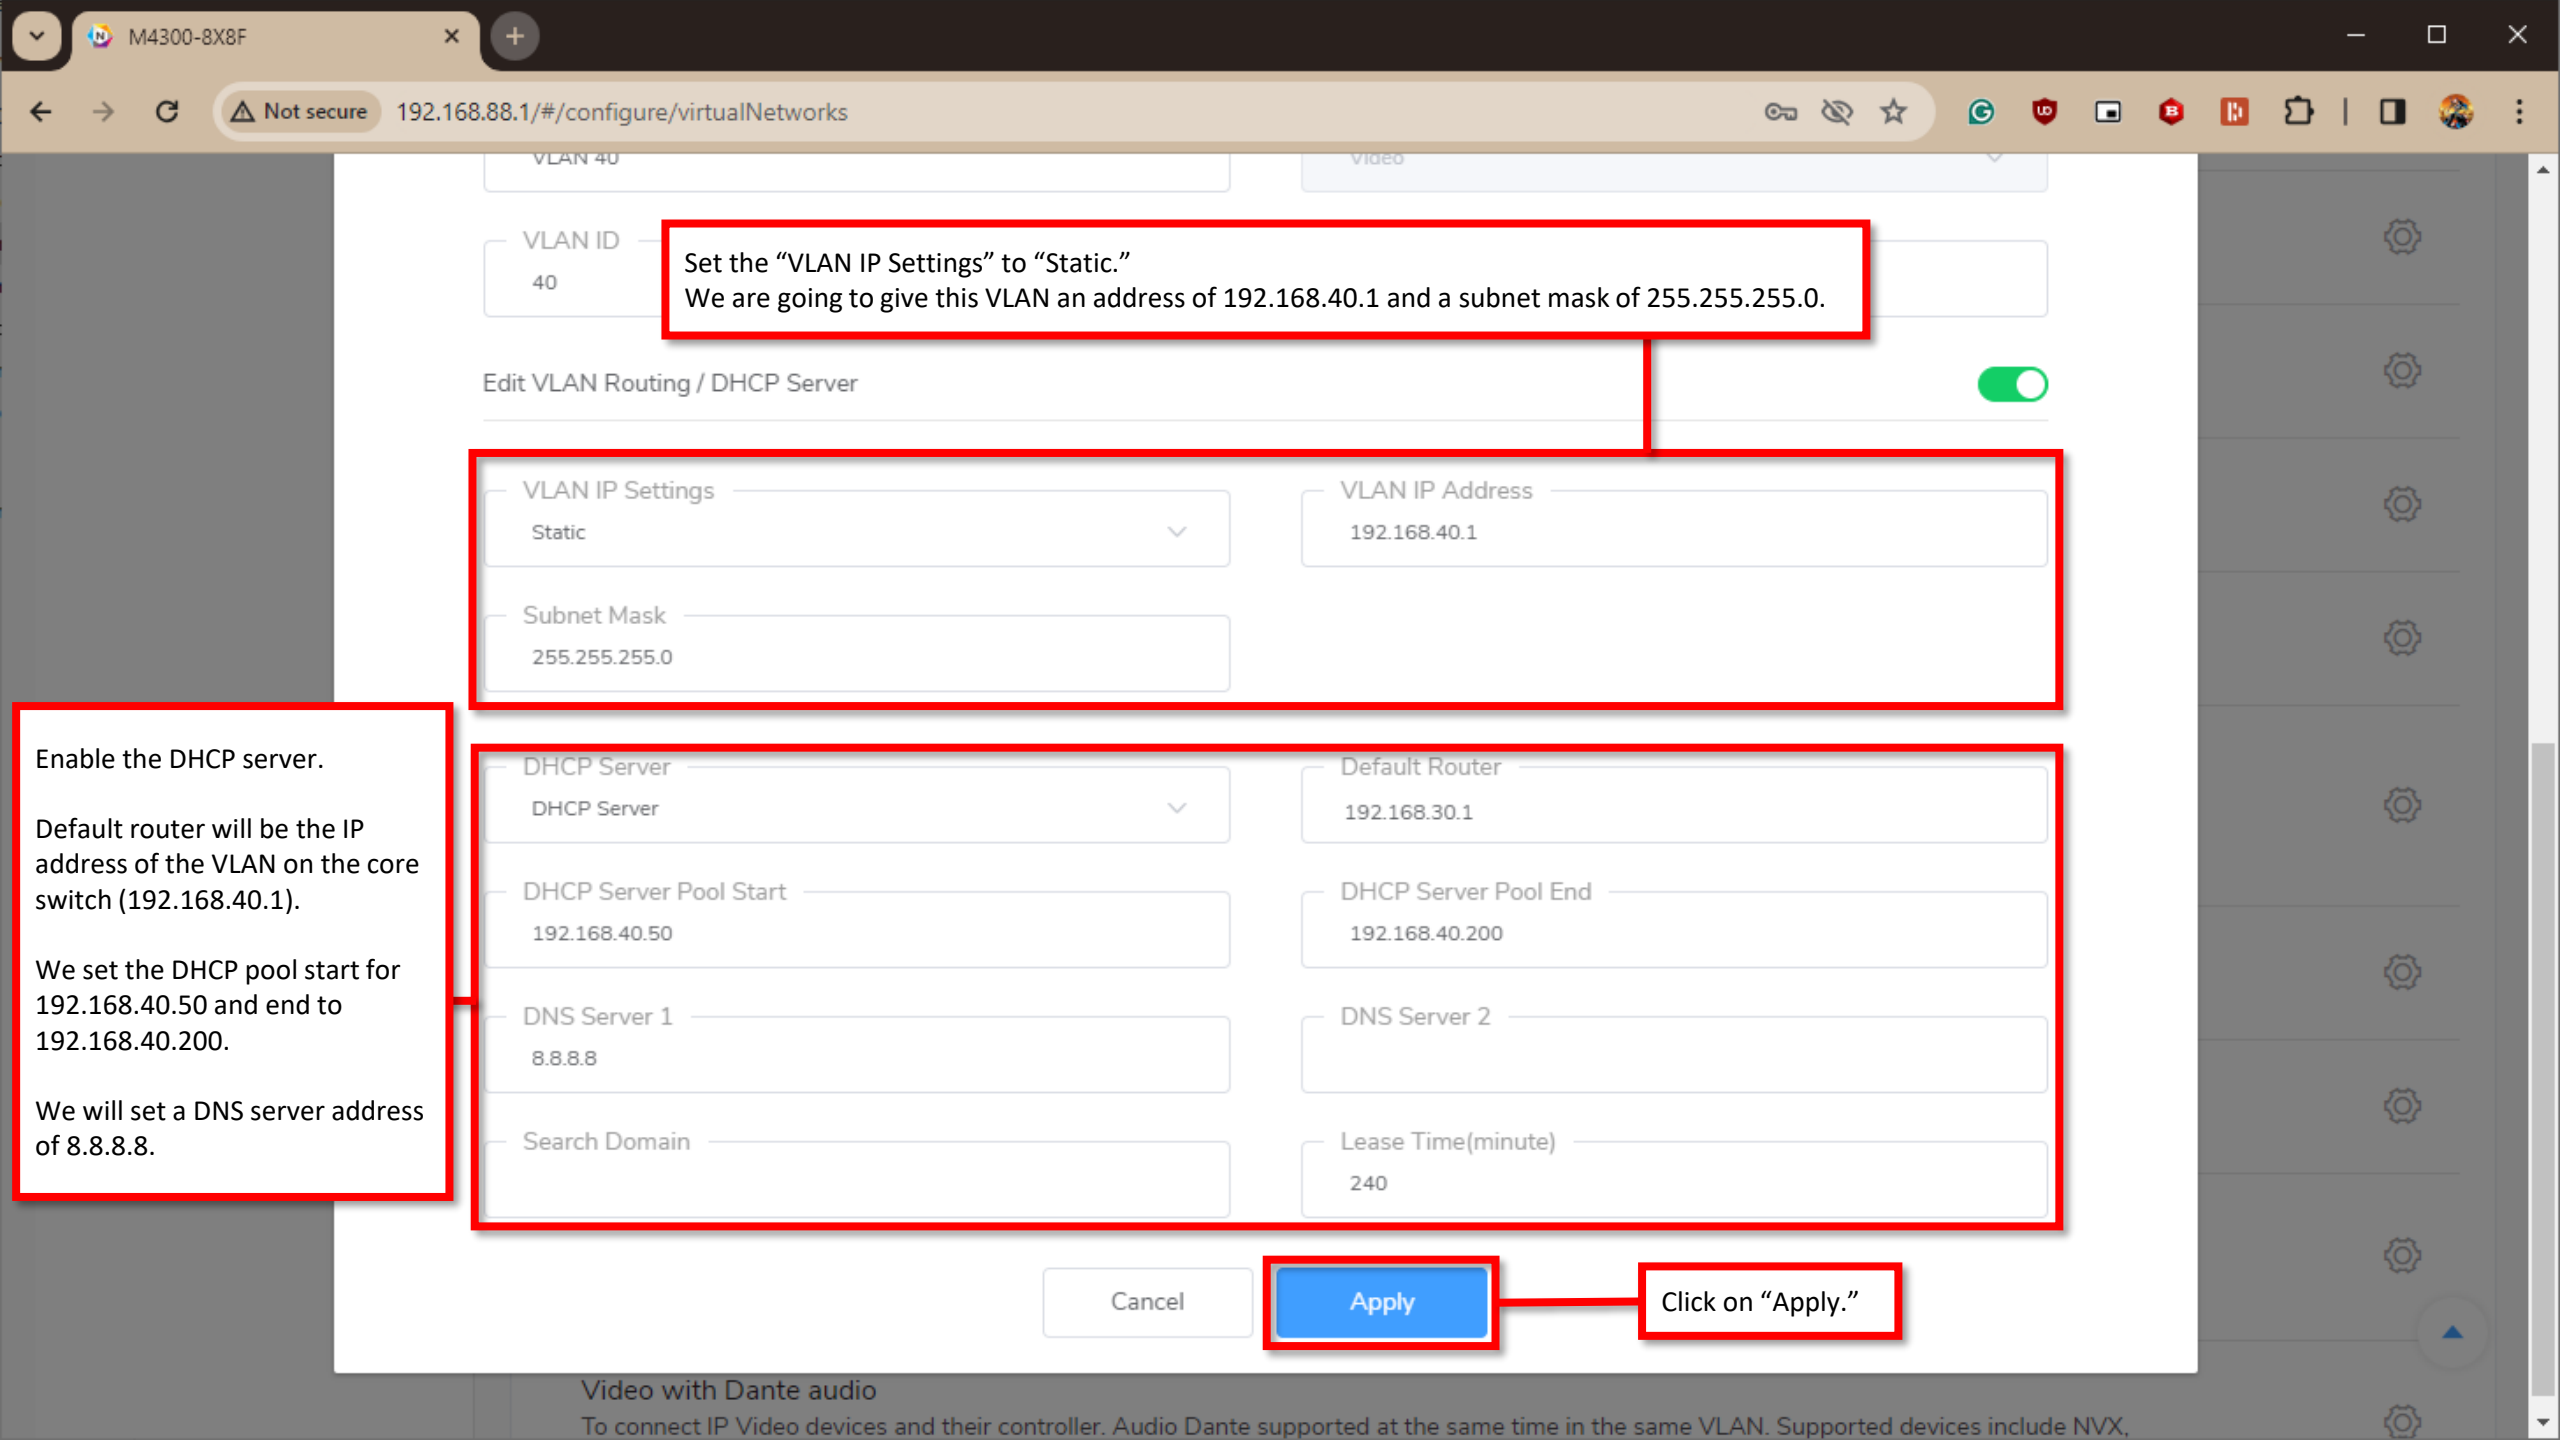 M4300-8X8F
Not secure
192.168.88.1/#/configure/virtualNetworks
VLAN 40
Video
VLAN ID
40
Set the “VLAN IP Settings” to “Static.”
We are going to give this VLAN an address of 192.168.40.1 and a subnet mask of 255.255.255.0.
Edit VLAN Routing / DHCP Server
VLAN IP Settings
Static
VLAN IP Address
192.168.40.1
Subnet Mask
255.255.255.0
Enable the DHCP server.
Default router will be the IP
address of the VLAN on the core
switch (192.168.40.1).
We set the DHCP pool start for
192.168.40.50 and end to
192.168.40.200.
We will set a DNS server address
of 8.8.8.8.
DHCP Server
DHCP Server
Default Router
192.168.30.1
DHCP Server Pool Start
192.168.40.50
DHCP Server Pool End
192.168.40.200
DNS Server 1
8.8.8.8
DNS Server 2
Search Domain
Lease Time(minute)
240
Cancel
Apply
Click on “Apply.”
Video with Dante audio
To connect IP Video devices and their controller. Audio Dante supported at the same time in the same VLAN. Supported devices include NVX,